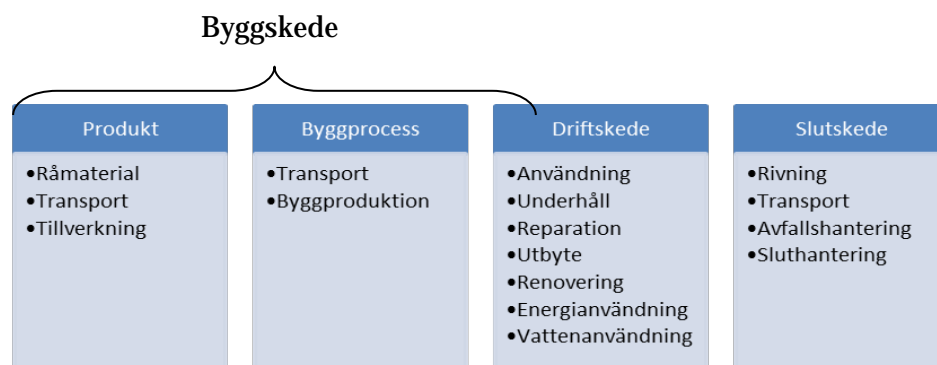 Byggskede
Produkt
•Råmaterial
•Transport
•Tillverkning
Byggprocess
•Transport
•Byggproduktion
Driftskede
•Användning
•Underhåll
•Reparation
•Utbyte
•Renovering
•Energianvändning
•Vattenanvändning
Slutskede
•Rivning
•Transport
•Avfallshantering
•Sluthantering